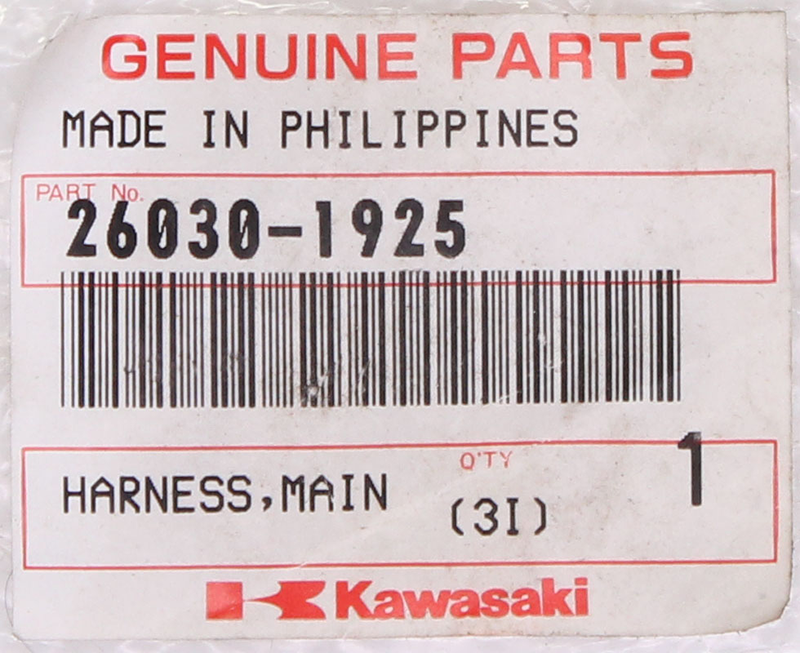 GENUINE PARTS
MADE IN PHILIPPINES
PART No.
26030-1925
HARNESS,MAIN
Q'TY
(3I)
1
Kawasaki